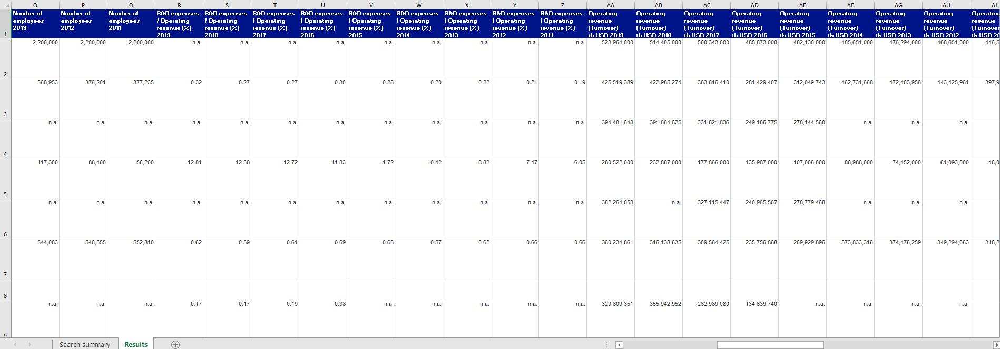 O P Q R S T U V W X Y Z AA AB AC AD AE AF AG AH AI
1 Number of employees 2013 Number of employees 2012 Number of employees 2011 R&D expenses / Operating revenue (%) 2019 R&D expenses / Operating revenue (%) 2018 R&D expenses / Operating revenue (%) 2017 R&D expenses / Operating revenue (%) 2016 R&D expenses / Operating revenue (%) 2015 R&D expenses / Operating revenue (%) 2014 R&D expenses / Operating revenue (%) 2013 R&D expenses / Operating revenue (%) 2012 R&D expenses / Operating revenue (%) 2011 Operating revenue (Turnover) th USD 2019 Operating revenue (Turnover) th USD 2018 Operating revenue (Turnover) th USD 2017 Operating revenue (Turnover) th USD 2016 Operating revenue (Turnover) th USD 2015 Operating revenue (Turnover) th USD 2014 Operating revenue (Turnover) th USD 2013 Operating revenue (Turnover) th USD 2012 Operating revenue (Turnover th USD 20
2 2,200,000 2,200,000 2,200,000 n.a. n.a. n.a. n.a. n.a. n.a. n.a. n.a. n.a. 523,964,000 514,405,000 500,343,000 485,873,000 482,130,000 485,651,000 476,294,000 468,651,000 446,5
3 368,953 376,201 377,235 0.32 0.27 0.27 0.30 0.28 0.20 0.22 0.21 0.19 425,519,389 422,985,274 363,816,410 281,429,407 312,049,743 462,731,668 472,403,956 443,425,961 397,9
4 n.a. n.a. n.a. n.a. n.a. n.a. n.a. n.a. n.a. n.a. n.a. n.a. 394,481,648 391,864,625 331,821,836 249,106,775 278,144,560 n.a. n.a. n.a.
5 117,300 88,400 56,200 12.81 12.38 12.72 11.83 11.72 10.42 8.82 7.47 6.05 280,522,000 232,887,000 177,866,000 135,987,000 107,006,000 88,988,000 74,452,000 61,093,000 48,0
6 n.a. n.a. n.a. n.a. n.a. n.a. n.a. n.a. n.a. n.a. n.a. n.a. 362,264,058 n.a. 327,115,447 240,965,507 278,779,468 n.a. n.a. n.a.
7 544,083 548,355 552,810 0.62 0.59 0.61 0.69 0.68 0.57 0.62 0.66 0.66 360,234,861 316,138,635 309,584,425 235,756,868 269,929,896 373,833,316 374,476,259 349,294,063 318,2
8
9 n.a. n.a. n.a. 0.17 0.17 0.19 0.38 n.a. n.a. n.a. n.a. n.a. 329,809,351 355,942,952 262,989,080 134,639,740 n.a. n.a. n.a. n.a.
Search summary Results